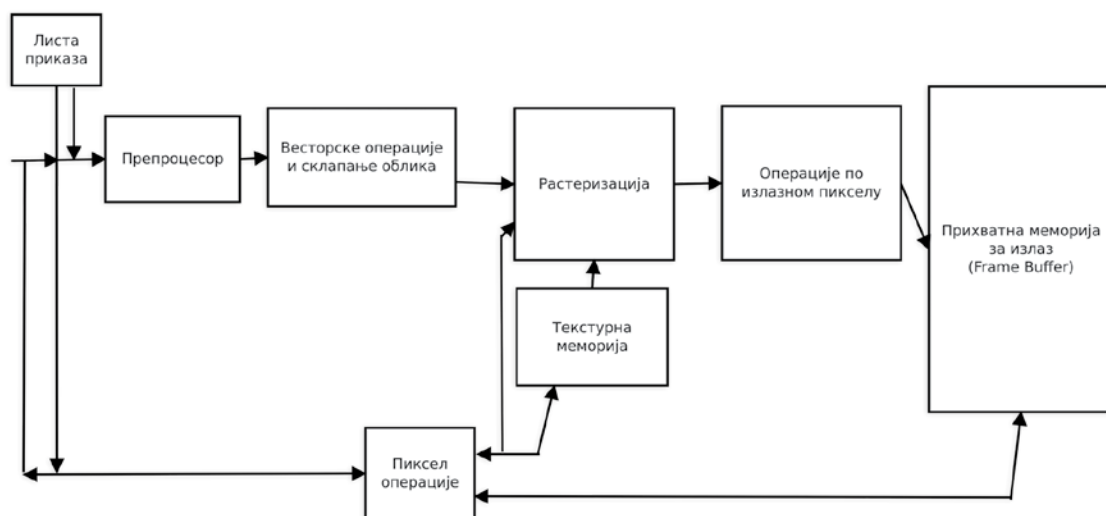 Листа
приказа
Препроцесор
Весторске операције
и склапање облика
Растеризација
Операције по
излазном пикселу
Прихватна меморија
за излаз
(Frame Buffer)
Текстурна
меморија
Пиксел
операције